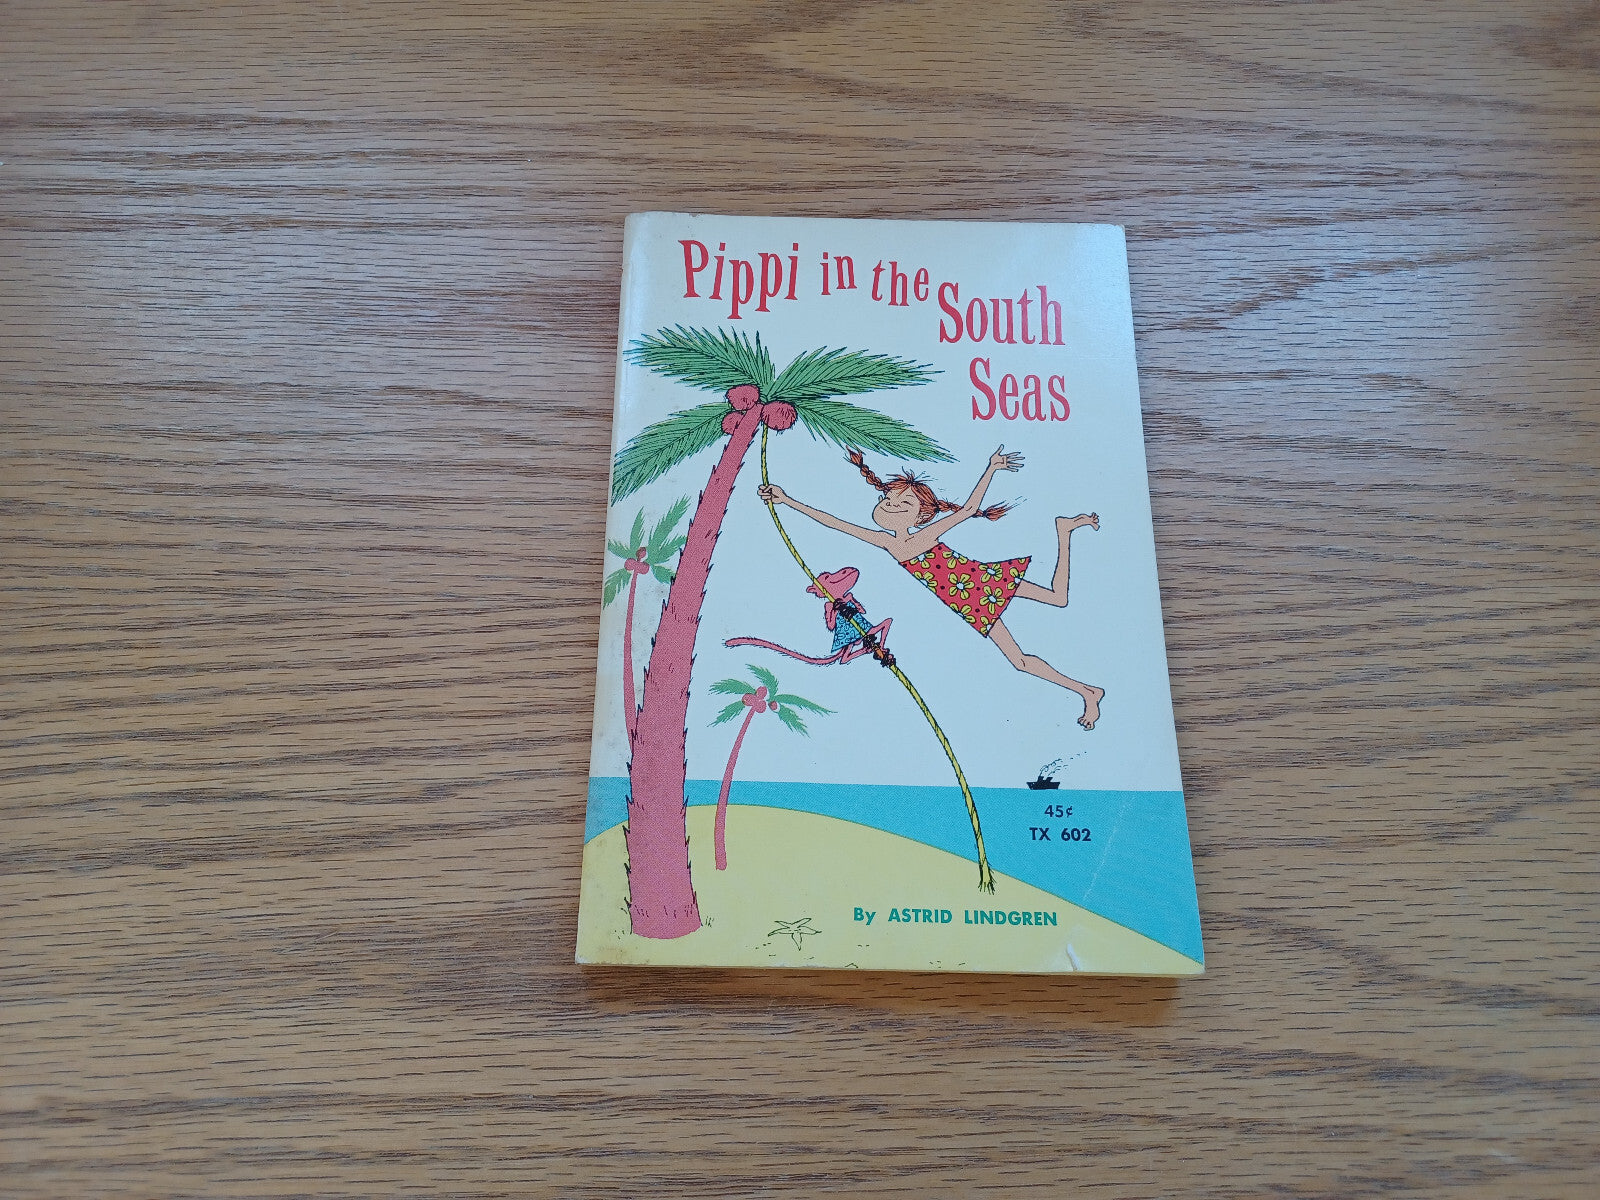 Pippi in the South
Seas
45¢
TX 602
By ASTRID LINDGREN